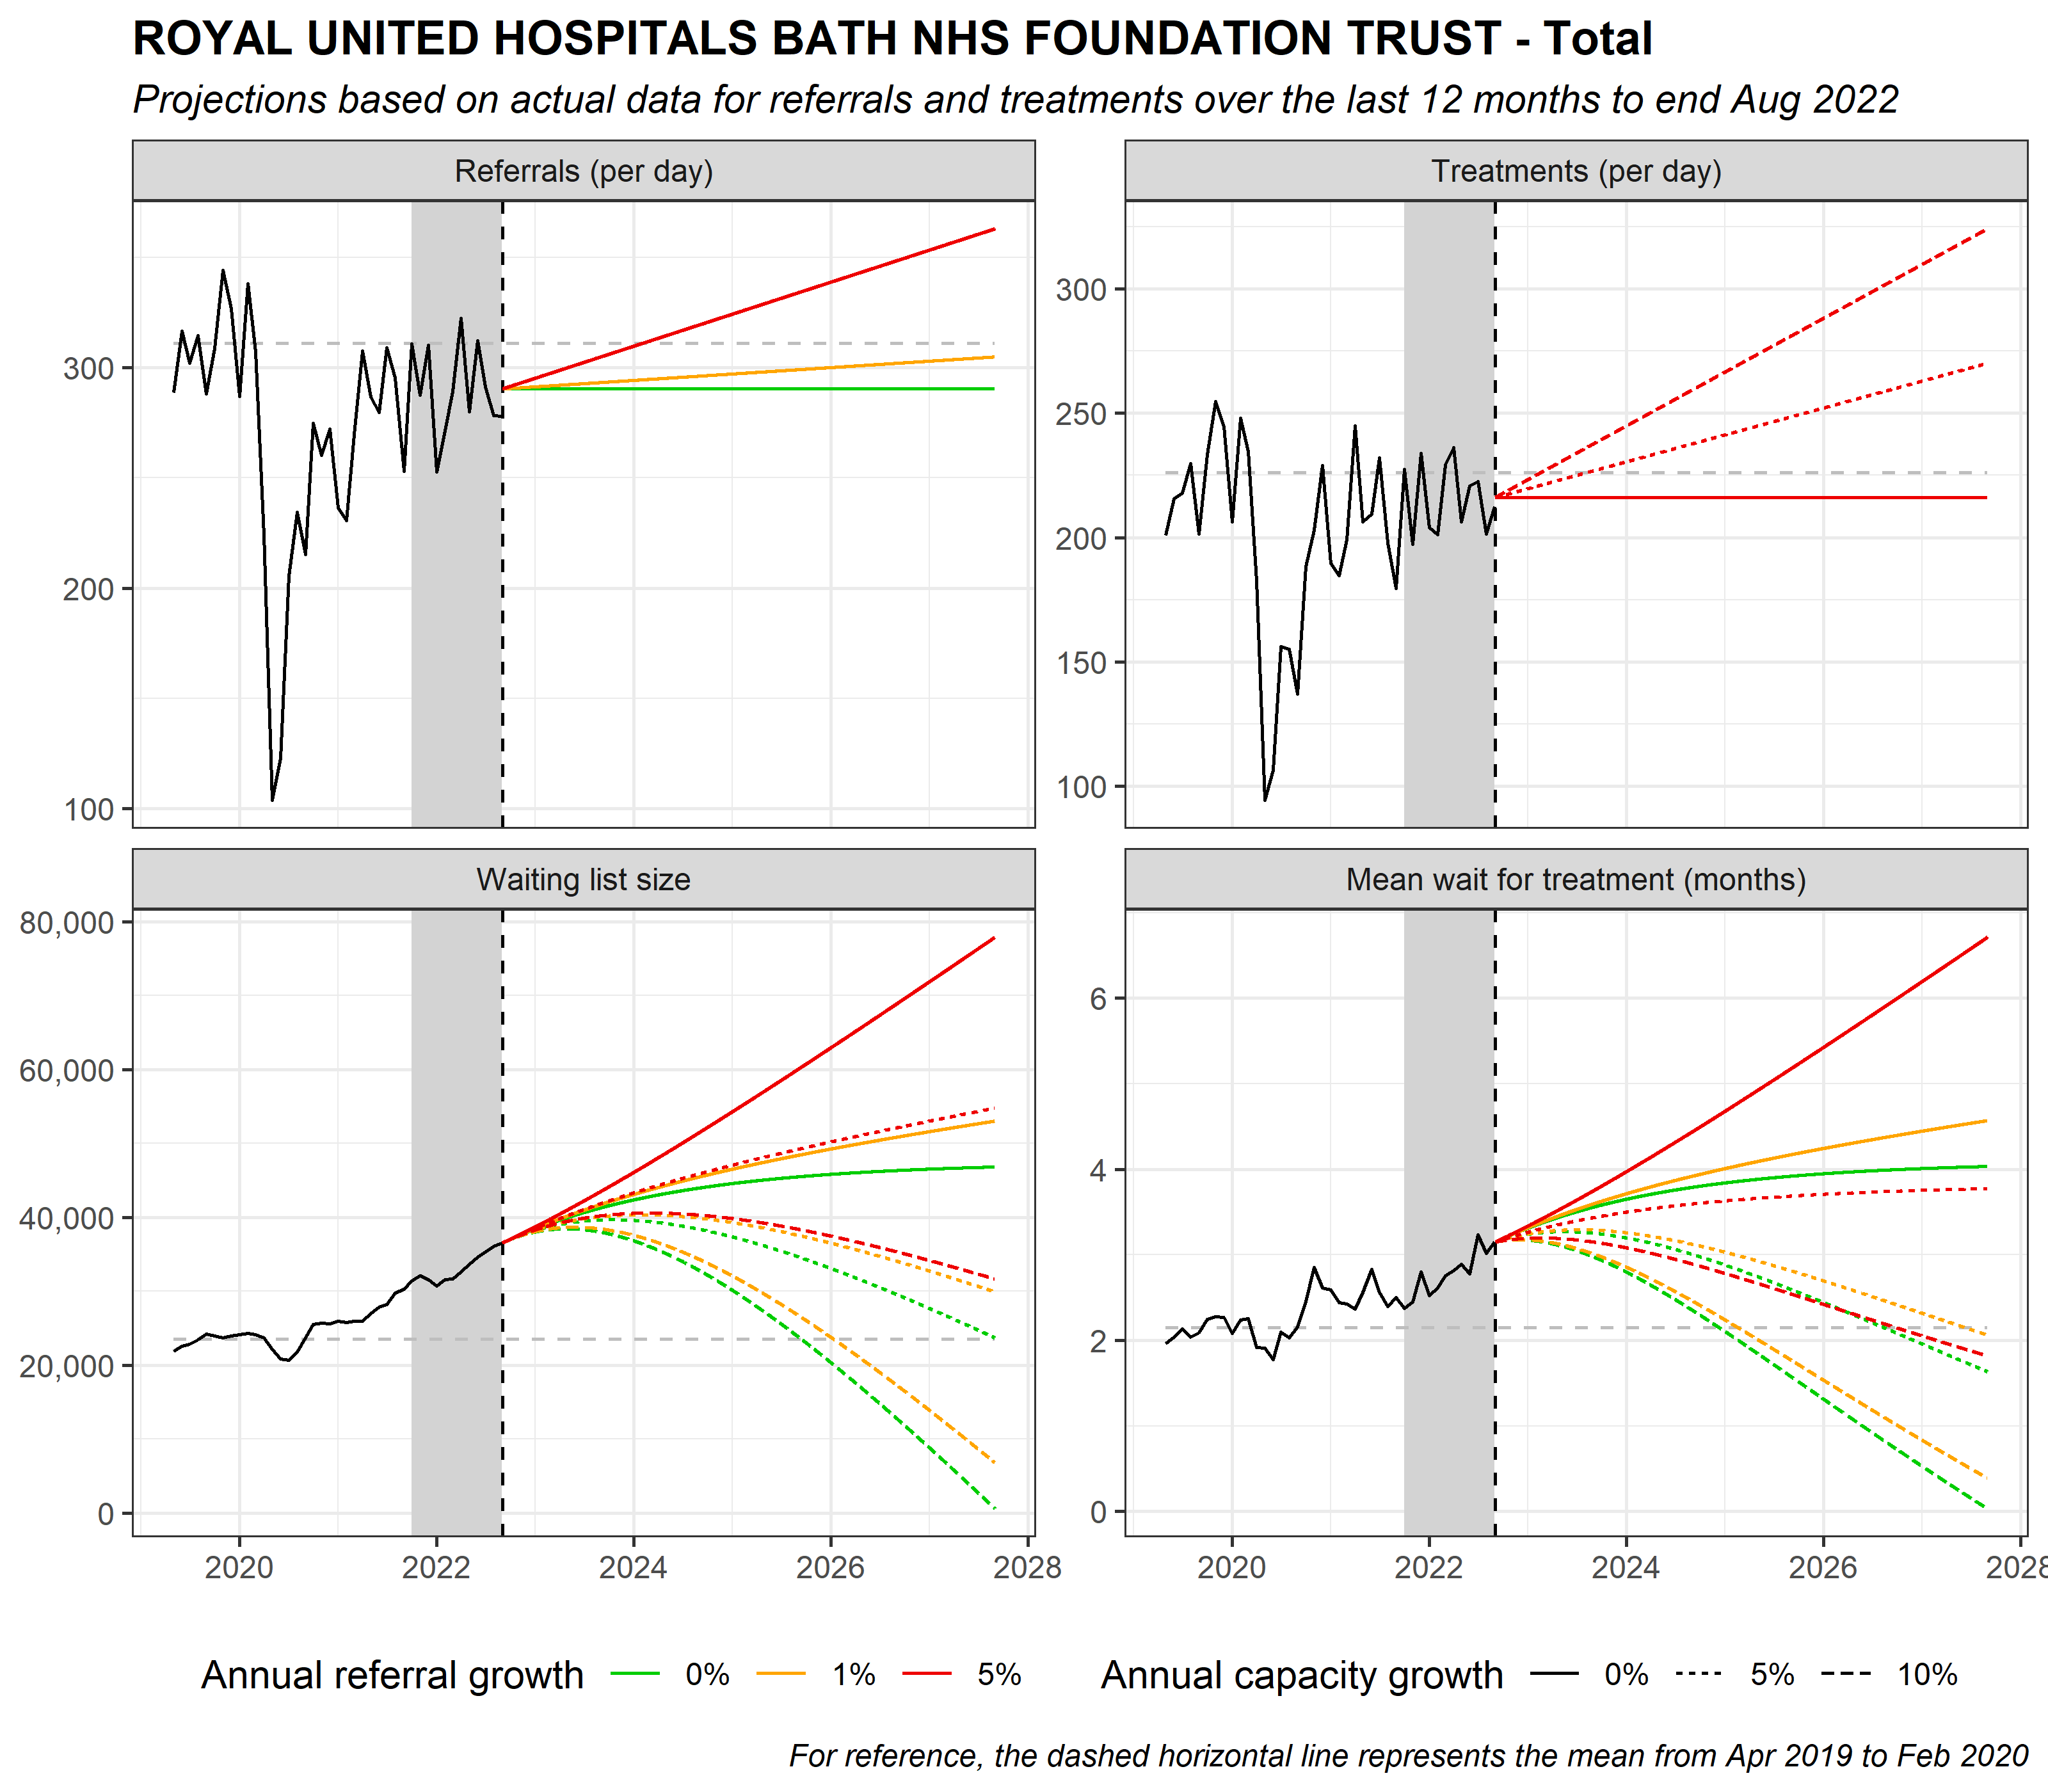 ROYAL UNITED HOSPITALS BATH NHS FOUNDATION TRUST - Total
Projections based on actual data for referrals and treatments over the last 12 months to end Aug 2022
Referrals (per day)
300
200
100
Treatments (per day)
300
250
200
150
100
Waiting list size
80,000
60,000
40,000
20,000
0
2020 2022 2024 2026 2028
Mean wait for treatment (months)
6
4
2
0
2020 2022 2024 2026 2028
Annual referral growth 0% 1% 5%
Annual capacity growth 0% 5% 10%
For reference, the dashed horizontal line represents the mean from Apr 2019 to Feb 2020